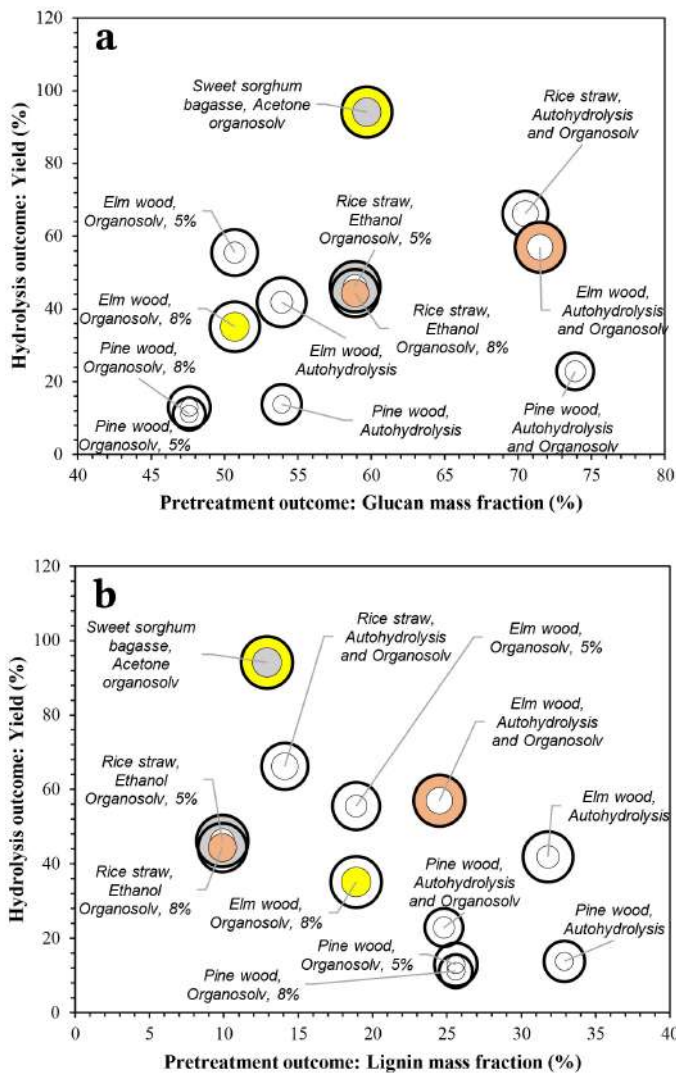 a
120
100
80
60
40
20
0
Hydrolysis outcome: Yield (%)
Sweet sorghum
bagasse, Acetone
organosolv
Rice straw,
Autohydrolysis
and Organosolv
Elm wood,
Organosolv, 5%
Rice straw,
Ethanol
Organosolv, 5%
Elm wood,
Organosolv, 8%
Elm wood,
Autohydrolysis
Rice straw,
Ethanol
Organosolv, 8%
Elm wood,
Autohydrolysis
and Organosolv
Pine wood,
Organosolv, 8%
Pine wood,
Organosolv, 5%
Pine wood,
Autohydrolysis
Pine wood,
Autohydrolysis
and Organosolv
40 45 50 55 60 65 70 75 80
Pretreatment outcome: Glucan mass fraction (%)
b
120
100
80
60
40
20
0
Hydrolysis outcome: Yield (%)
Sweet sorghum
bagasse,
Acetone
organosolv
Rice straw,
Autohydrolysis
and Organosolv
Elm wood,
Organosolv, 5%
Elm wood,
Autohydrolysis
and Organosolv
Rice straw,
Ethanol
Organosolv, 5%
Elm wood,
Autohydrolysis
Rice straw,
Ethanol
Organosolv, 8%
Elm wood,
Organosolv, 8%
Pine wood,
Autohydrolysis
and Organosolv
Pine wood,
Organosolv, 5%
Pine wood,
Organosolv, 8%
Pine wood,
Autohydrolysis
0 5 10 15 20 25 30 35 40
Pretreatment outcome: Lignin mass fraction (%)